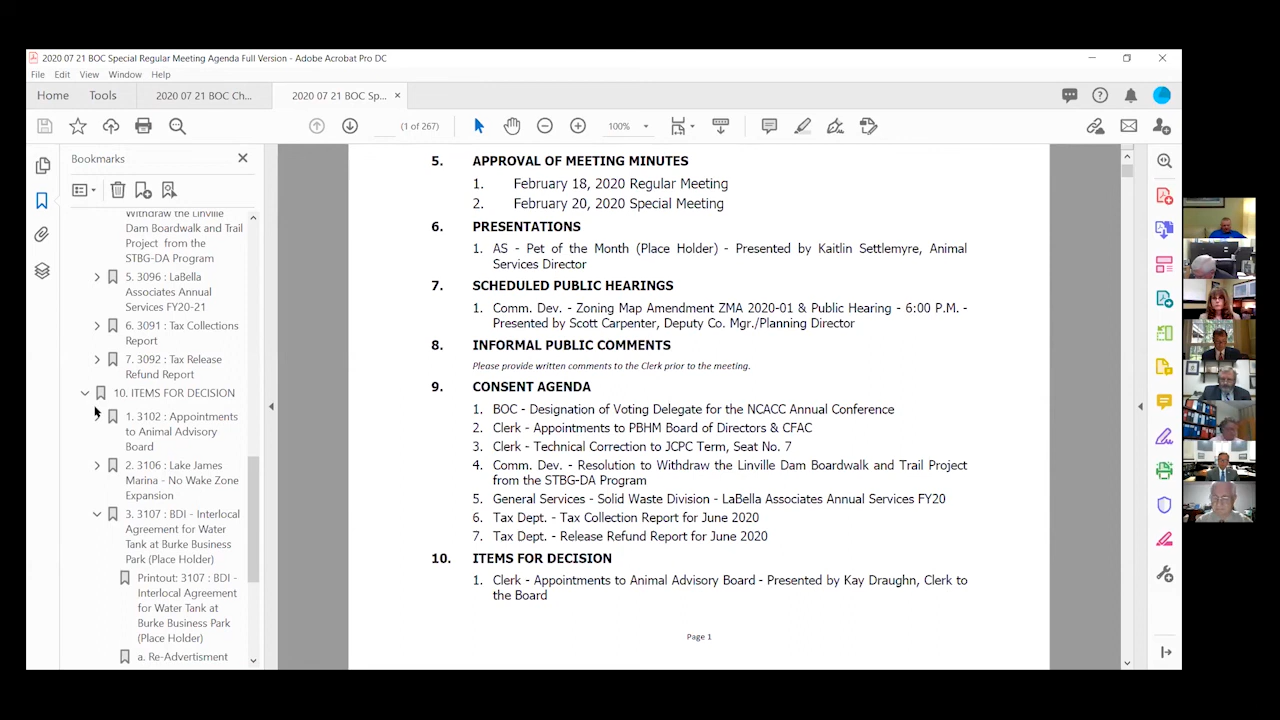 2020 07 21 BOC Special Regular Meeting Agenda Full Version - Adobe Acrobat Pro DC
File Edit View Window Help
Home Tools 2020 07 21 BOC Ch... 2020 07 21 BOC Sp... ×
(1 of 267) 100%
Bookmarks
Withdraw the Linville
Dam Boardwalk and Trail
Project from the
STBG-DA Program
5. 3096 : LaBella
Associates Annual
Services FY20-21
6. 3091 : Tax Collections
Report
7. 3092 : Tax Release
Refund Report
10. ITEMS FOR DECISION
1. 3102 : Appointments
to Animal Advisory
Board
2. 3106 : Lake James
Marina - No Wake Zone
Expansion
3. 3107 : BDI - Interlocal
Agreement for Water
Tank at Burke Business
Park (Place Holder)
Printout: 3107 : BDI -
Interlocal Agreement
for Water Tank at
Burke Business Park
(Place Holder)
a. Re-Advertisment
5. APPROVAL OF MEETING MINUTES
1. February 18, 2020 Regular Meeting
2. February 20, 2020 Special Meeting
6. PRESENTATIONS
1. AS - Pet of the Month (Place Holder) - Presented by Kaitlin Settlemyre, Animal
Services Director
7. SCHEDULED PUBLIC HEARINGS
1. Comm. Dev. - Zoning Map Amendment ZMA 2020-01 & Public Hearing - 6:00 P.M. -
Presented by Scott Carpenter, Deputy Co. Mgr./Planning Director
8. INFORMAL PUBLIC COMMENTS
Please provide written comments to the Clerk prior to the meeting.
9. CONSENT AGENDA
1. BOC - Designation of Voting Delegate for the NCACC Annual Conference
2. Clerk - Appointments to PBHM Board of Directors & CFAC
3. Clerk - Technical Correction to JCPC Term, Seat No. 7
4. Comm. Dev. - Resolution to Withdraw the Linville Dam Boardwalk and Trail Project
from the STBG-DA Program
5. General Services - Solid Waste Division - LaBella Associates Annual Services FY20
6. Tax Dept. - Tax Collection Report for June 2020
7. Tax Dept. - Release Refund Report for June 2020
10. ITEMS FOR DECISION
1. Clerk - Appointments to Animal Advisory Board - Presented by Kay Draughn, Clerk to
the Board
Page 1